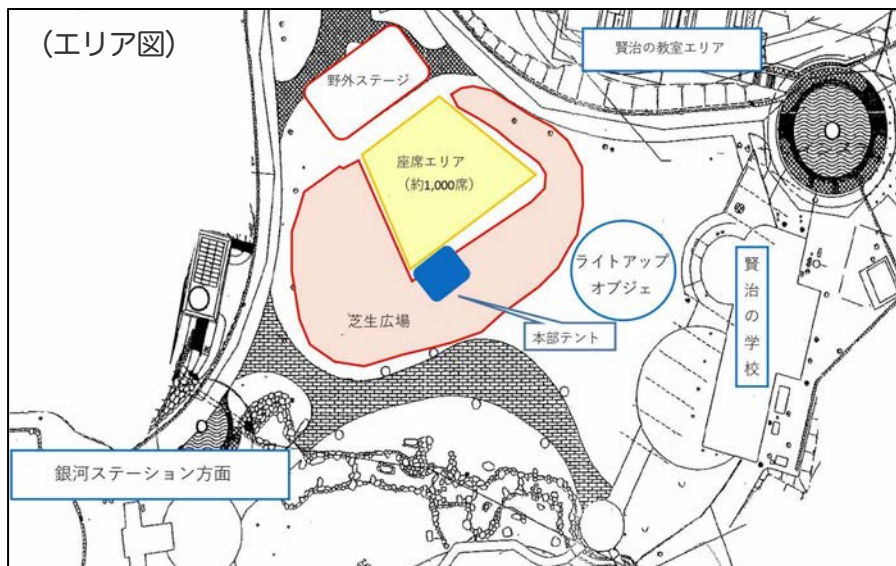 (エリア図)
賢治の教室エリア
野外ステージ
座席エリア
(約1,000席)
ライトアップ
オブジェ
賢治の学校
芝生広場
本部テント
銀河ステーション方面